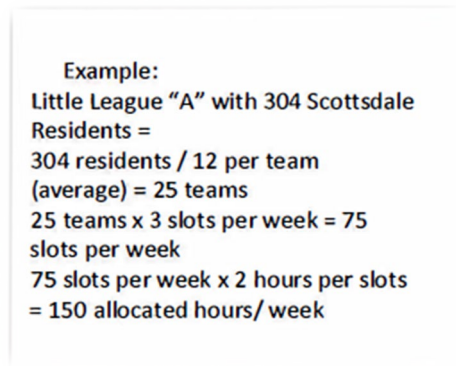 Example:
Little League “A” with 304 Scottsdale
Residents =
304 residents / 12 per team
(average) = 25 teams
25 teams x 3 slots per week = 75
slots per week
75 slots per week x 2 hours per slots
= 150 allocated hours/ week